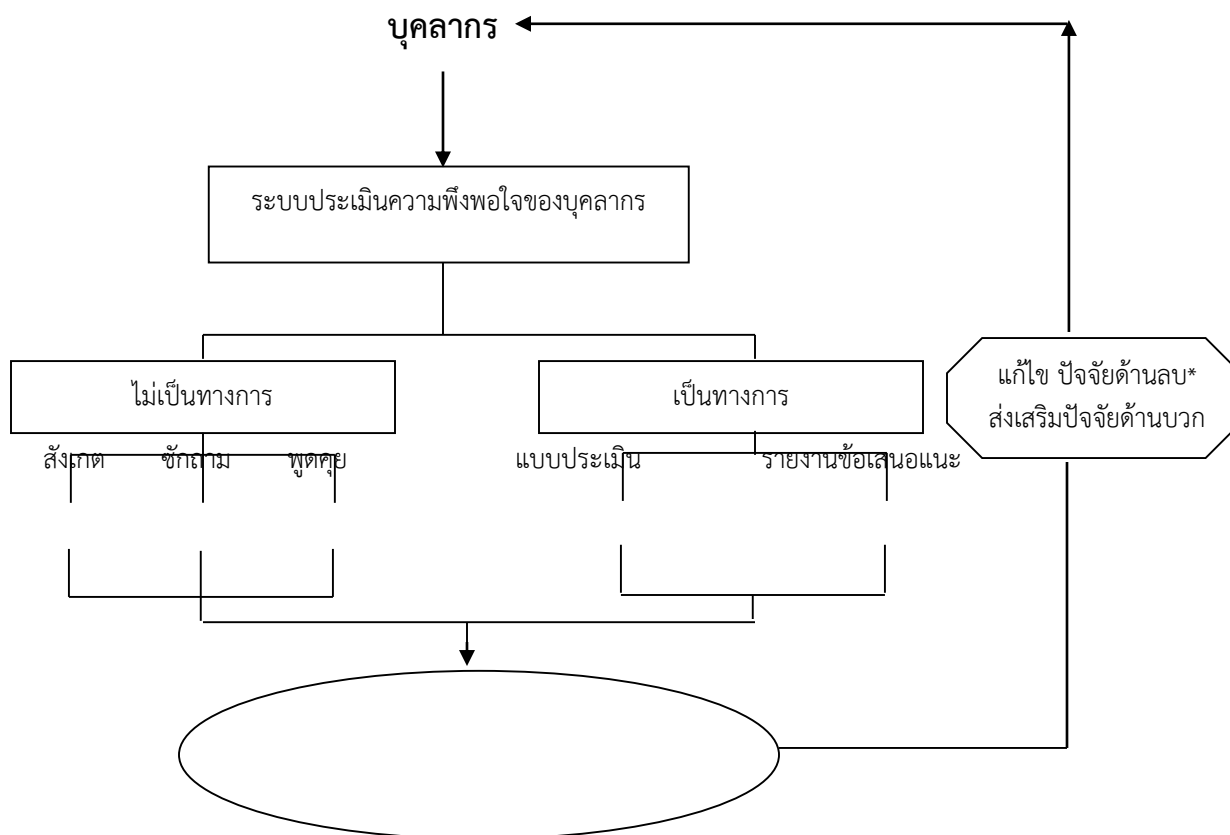 บุคลากร
ระบบประเมินความพึงพอใจของบุคลากร
ไม่เป็นทางการ
เป็นทางการ
แก้ไข ปัจจัยด้านลบ*
ส่งเสริมปัจจัยด้านบวก
สังเกต ซักถาม พูดคุย
แบบประเมิน รายงานข้อเสนอแนะ